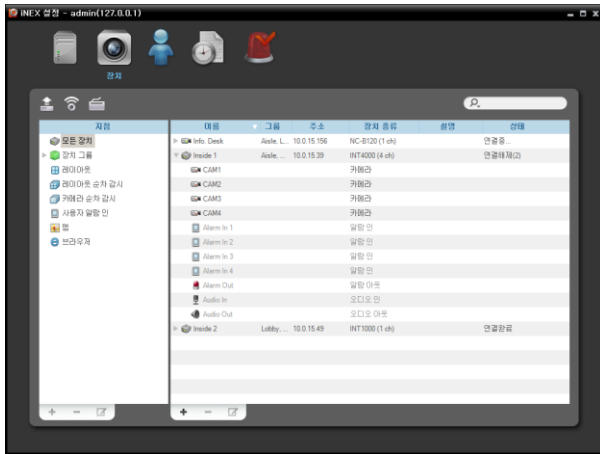 iNEX 설정 - admin(127.0.0.1)
장치
지점
이름 그룹 주소 장치 종류 설명 상태
모든 장치
장치 그룹
레이아웃
레이아웃 순차 감시
카메라 순차 감시
사용자 알람 인
맵
브라우저
Info. Desk Aisle, L... 10.0.15.156 NC-B120 (1 ch) 연결중...
Inside 1 Aisle, ... 10.0.15.39 INT4000 (4 ch) 연결해제(2)
CAM1 카메라
CAM2 카메라
CAM3 카메라
CAM4 카메라
Alarm In 1 알람 인
Alarm In 2 알람 인
Alarm In 3 알람 인
Alarm In 4 알람 인
Alarm Out 알람 아웃
Audio In 오디오 인
Audio Out 오디오 아웃
Inside 2 Lobby, ... 10.0.15.49 INT1000 (1 ch) 연결완료